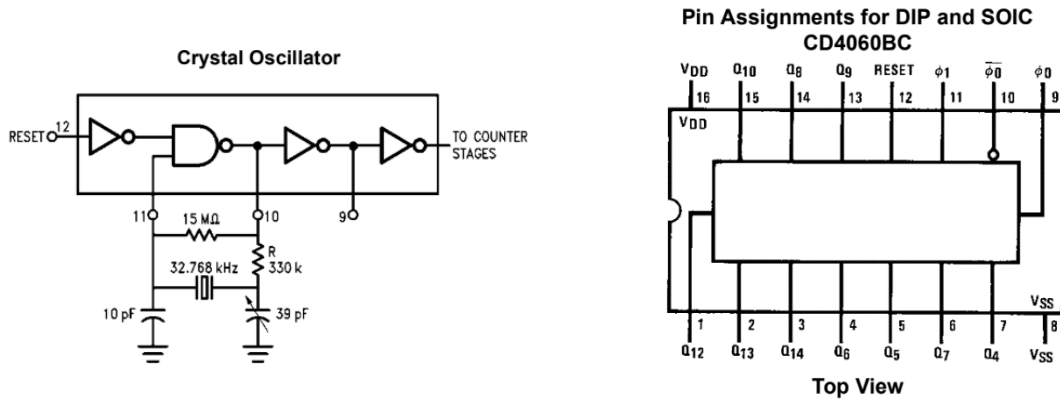 Crystal Oscillator
RESET 12
TO COUNTER
STAGES
11 10 9
15 MΩ
R
330 k
32.768 kHz
10 pF 39 pF
Pin Assignments for DIP and SOIC
CD4060BC
VDD Q10 Q8 Q9 RESET ϕ1 ϕ0̅ ϕ0
16 15 14 13 12 11 10 9
VDD
VSS
1 2 3 4 5 6 7 8
Q12 Q13 Q14 Q6 Q5 Q7 Q4 VSS
Top View